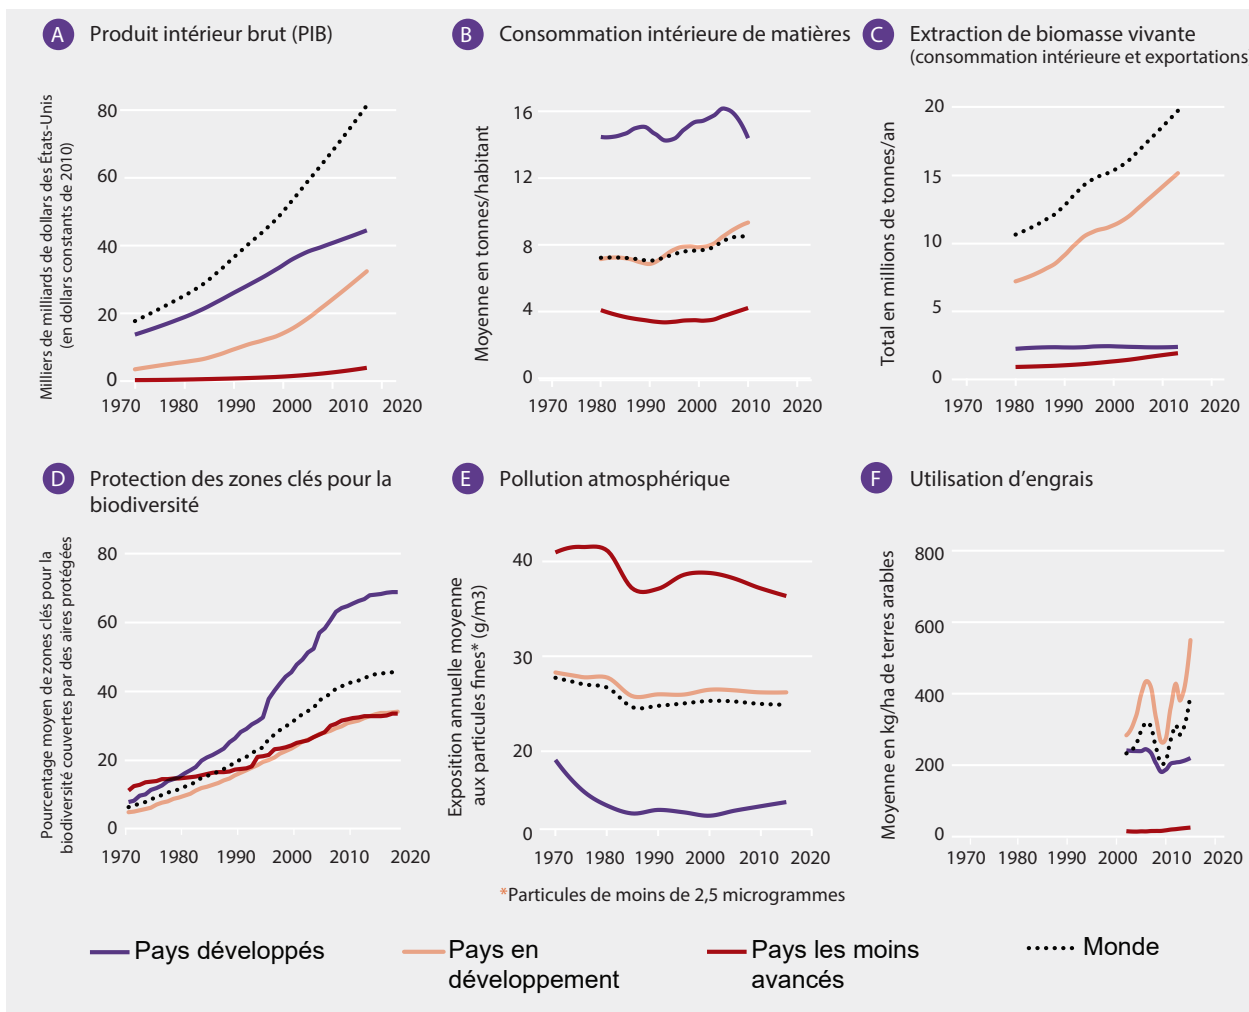 A Produit intérieur brut (PIB)
Milliers de milliards de dollars des États-Unis
(en dollars constants de 2010)
80
60
40
20
0
1970 1980 1990 2000 2010 2020
B Consommation intérieure de matières
Moyenne en tonnes/habitant
16
12
8
4
0
1970 1980 1990 2000 2010 2020
C Extraction de biomasse vivante
(consommation intérieure et exportations
Total en millions de tonnes/an
20
15
10
5
0
1970 1980 1990 2000 2010 2020
D Protection des zones clés pour la
biodiversité
Pourcentage moyen de zones clés pour la
biodiversité couvertes par des aires protégées
80
60
40
20
0
1970 1980 1990 2000 2010 2020
E Pollution atmosphérique
Exposition annuelle moyenne
aux particules fines* (g/m3)
40
30
20
0
1970 1980 1990 2000 2010 2020
*Particules de moins de 2,5 microgrammes
F Utilisation d'engrais
Moyenne en kg/ha de terres arables
800
600
400
200
0
1970 1980 1990 2000 2010 2020
Pays développés
Pays en
développement
Pays les moins
avancés
Monde